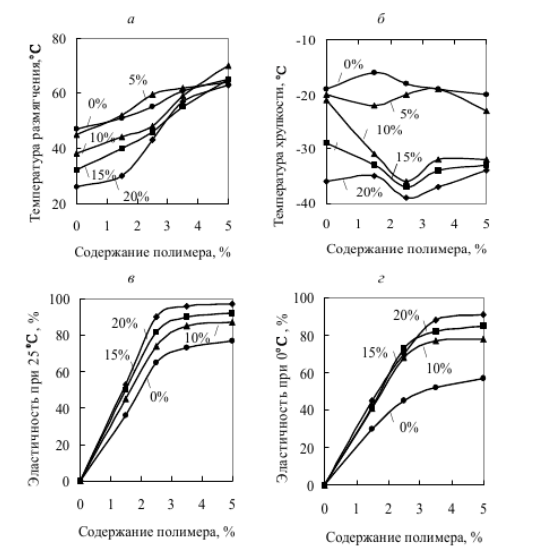 а
б
Температура размягчения,°С
80
60
40
20
0%
5%
10%
15%
20%
0 1 2 3 4 5
Содержание полимера, %
Температура хрупкости, °С
-10
-20
-30
-40
0%
5%
10%
15%
20%
0 1 2 3 4 5
Содержание полимера, %
в
г
Эластичность при 25°С , %
100
80
60
40
20
0
20%
15%
10%
0%
0 1 2 3 4 5
Содержание полимера, %
Эластичность при 0°С , %
100
80
60
40
20
0
20%
15%
10%
0%
0 1 2 3 4 5
Содержание полимера, %